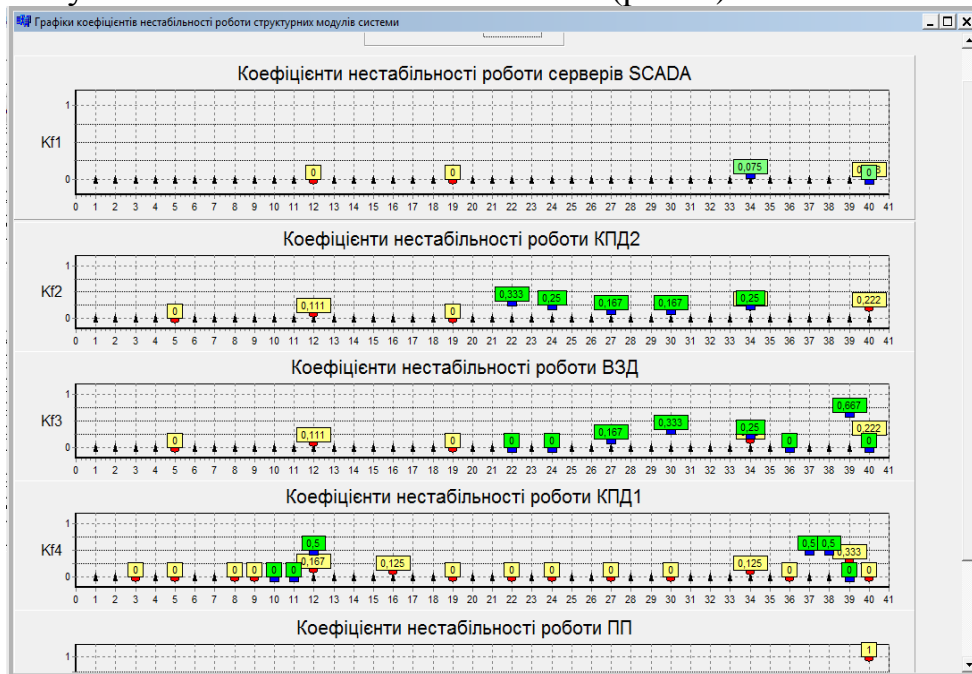 Графіки коефіцієнтів нестабільності роботи структурних модулів системи
Коефіцієнти нестабільності роботи серверів SCADA
1
Kf1
0
0 0 0,075 0
0 1 2 3 4 5 6 7 8 9 10 11 12 13 14 15 16 17 18 19 20 21 22 23 24 25 26 27 28 29 30 31 32 33 34 35 36 37 38 39 40 41
Коефіцієнти нестабільності роботи КПД2
1
Kf2
0
0 0,111 0 0,333 0,25 0,167 0,167 0,25 0,222
0 1 2 3 4 5 6 7 8 9 10 11 12 13 14 15 16 17 18 19 20 21 22 23 24 25 26 27 28 29 30 31 32 33 34 35 36 37 38 39 40 41
Коефіцієнти нестабільності роботи ВЗД
1
Kf3
0
0 0,111 0 0 0 0,167 0,333 0,25 0 0,667 0,222 0
0 1 2 3 4 5 6 7 8 9 10 11 12 13 14 15 16 17 18 19 20 21 22 23 24 25 26 27 28 29 30 31 32 33 34 35 36 37 38 39 40 41
Коефіцієнти нестабільності роботи КПД1
1
Kf4
0
0 0 0 0 0 0 0,5 0,167 0,125 0 0 0 0 0 0,125 0 0,5 0,5 0,333 0 0
0 1 2 3 4 5 6 7 8 9 10 11 12 13 14 15 16 17 18 19 20 21 22 23 24 25 26 27 28 29 30 31 32 33 34 35 36 37 38 39 40 41
Коефіцієнти нестабільності роботи ПП
1
1